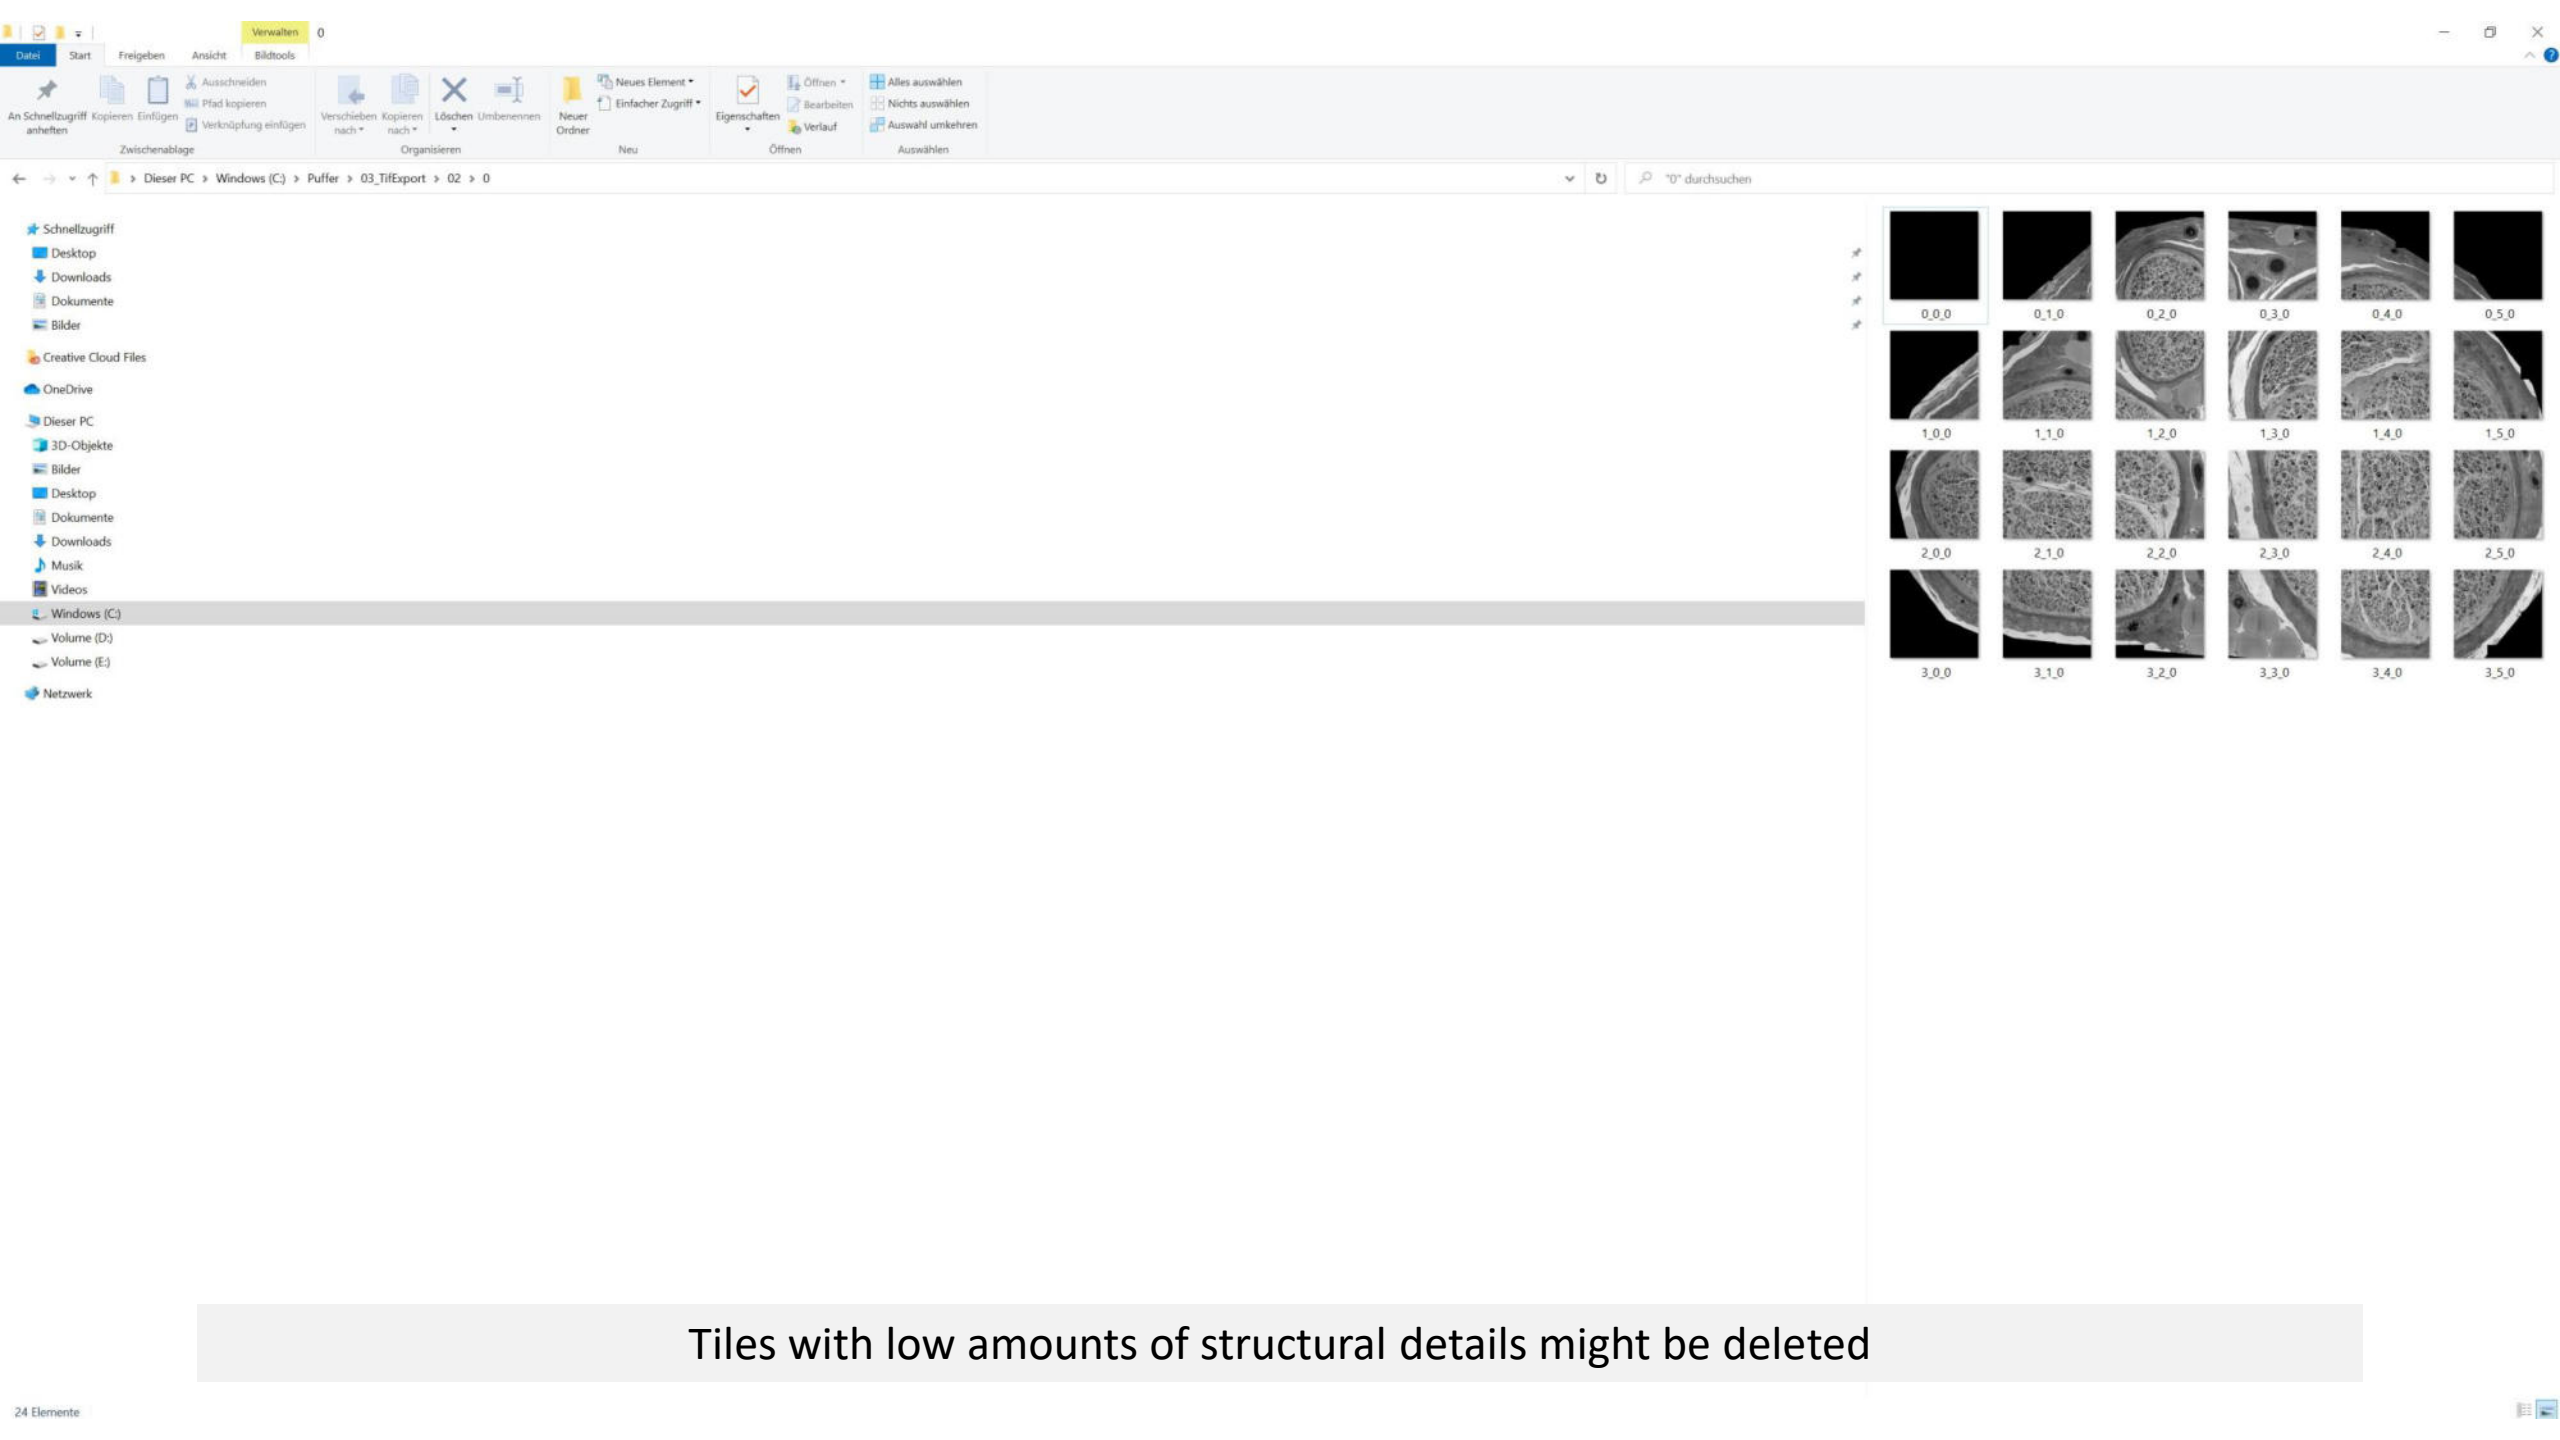 Verwalten 0
Datei Start Freigeben Ansicht Bildtools
An Schnellzugriff anheften
Kopieren
Einfügen
Ausschneiden
Pfad kopieren
Verknüpfung einfügen
Zwischenablage
Verschieben nach
Kopieren nach
Löschen
Umbenennen
Organisieren
Neuer Ordner
Neues Element
Einfacher Zugriff
Neu
Eigenschaften
Öffnen
Bearbeiten
Verlauf
Öffnen
Alles auswählen
Nichts auswählen
Auswahl umkehren
Auswählen
Dieser PC > Windows (C:) > Puffer > 03_TifExport > 02 > 0
"0" durchsuchen
Schnellzugriff
Desktop
Downloads
Dokumente
Bilder
Creative Cloud Files
OneDrive
Dieser PC
3D-Objekte
Bilder
Desktop
Dokumente
Downloads
Musik
Videos
Windows (C:)
Volume (D:)
Volume (E:)
Netzwerk
0_0_0 0_1_0 0_2_0 0_3_0 0_4_0 0_5_0
1_0_0 1_1_0 1_2_0 1_3_0 1_4_0 1_5_0
2_0_0 2_1_0 2_2_0 2_3_0 2_4_0 2_5_0
3_0_0 3_1_0 3_2_0 3_3_0 3_4_0 3_5_0
Tiles with low amounts of structural details might be deleted
24 Elemente